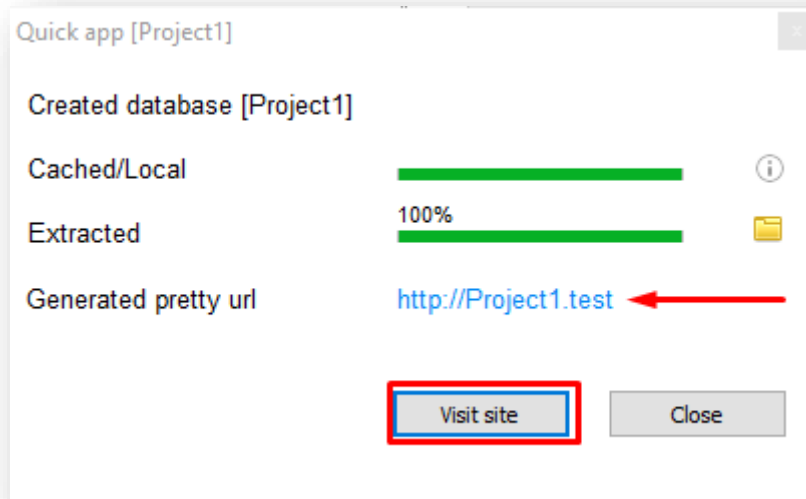 Quick app [Project1]
x
Created database [Project1]
Cached/Local
100%
Extracted
Generated pretty url http://Project1.test
Visit site Close